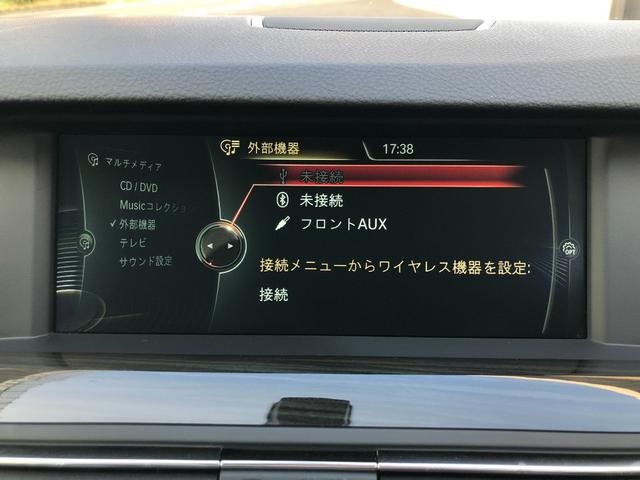 外部機器
17:38
マルチメディア
CD / DVD
Musicコレクション
✓ 外部機器
テレビ
サウンド設定
未接続
未接続
フロントAUX
接続メニューからワイヤレス機器を設定:
接続
OPT